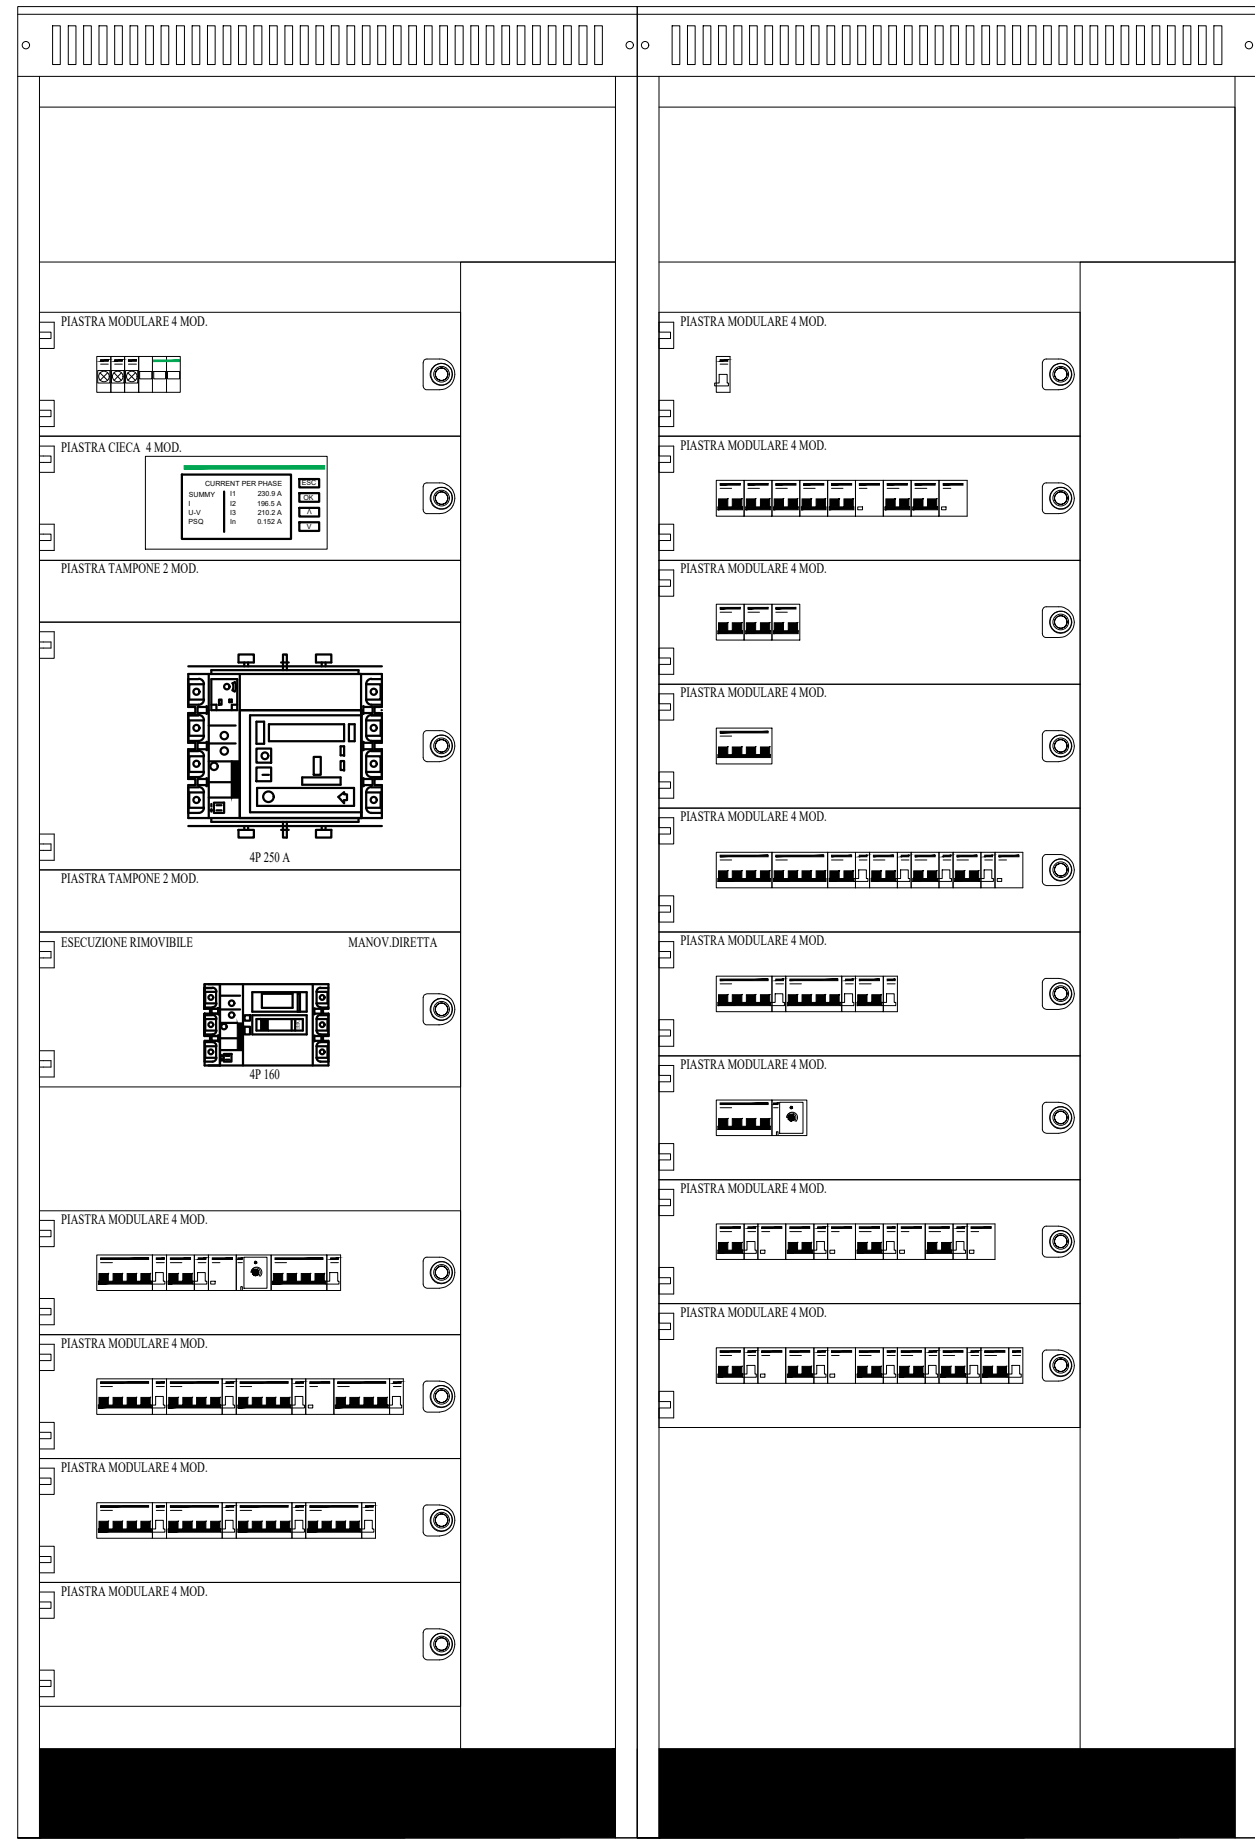 PIASTRA MODULARE 4 MOD.
PIASTRA CIECA 4 MOD.
CURRENT PER PHASE
ESC
SUMMY I1 230.9 A
OK
I I2 196.5 A
U-V I3 210.2 A
Λ
PSQ In 0.152 A
V
PIASTRA TAMPONE 2 MOD.
4P 250 A
PIASTRA TAMPONE 2 MOD.
ESECUZIONE RIMOVIBILE MANOV.DIRETTA
4P 160
PIASTRA MODULARE 4 MOD.
PIASTRA MODULARE 4 MOD.
PIASTRA MODULARE 4 MOD.
PIASTRA MODULARE 4 MOD.
PIASTRA MODULARE 4 MOD.
PIASTRA MODULARE 4 MOD.
PIASTRA MODULARE 4 MOD.
PIASTRA MODULARE 4 MOD.
PIASTRA MODULARE 4 MOD.
PIASTRA MODULARE 4 MOD.
PIASTRA MODULARE 4 MOD.
PIASTRA MODULARE 4 MOD.
PIASTRA MODULARE 4 MOD.